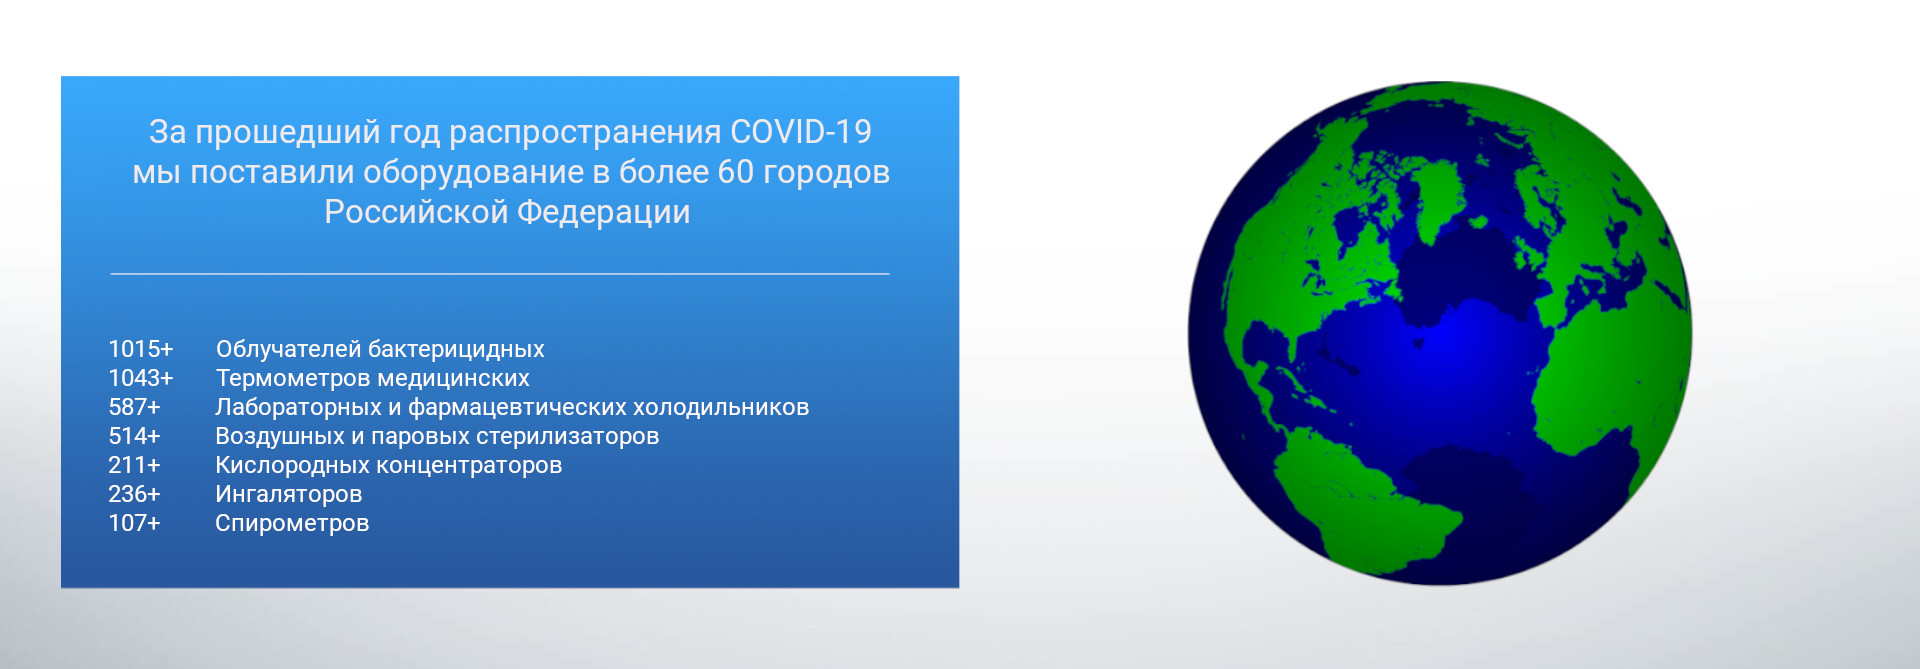 За прошедший год распространения COVID-19
мы поставили оборудование в более 60 городов
Российской Федерации
1015+ Облучателей бактерицидных
1043+ Термометров медицинских
587+ Лабораторных и фармацевтических холодильников
514+ Воздушных и паровых стерилизаторов
211+ Кислородных концентраторов
236+ Ингаляторов
107+ Спирометров